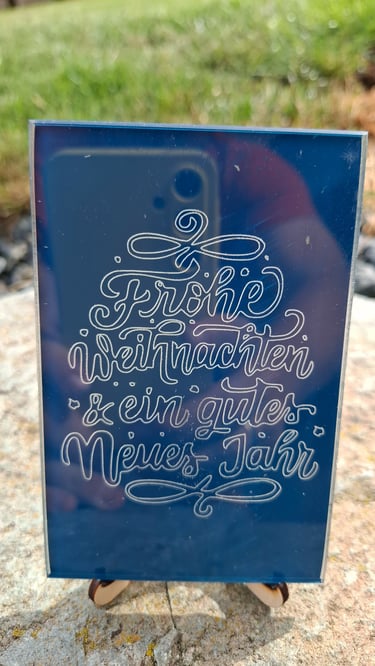 Frohe
Weihnachten
& ein gutes
Neues Jahr